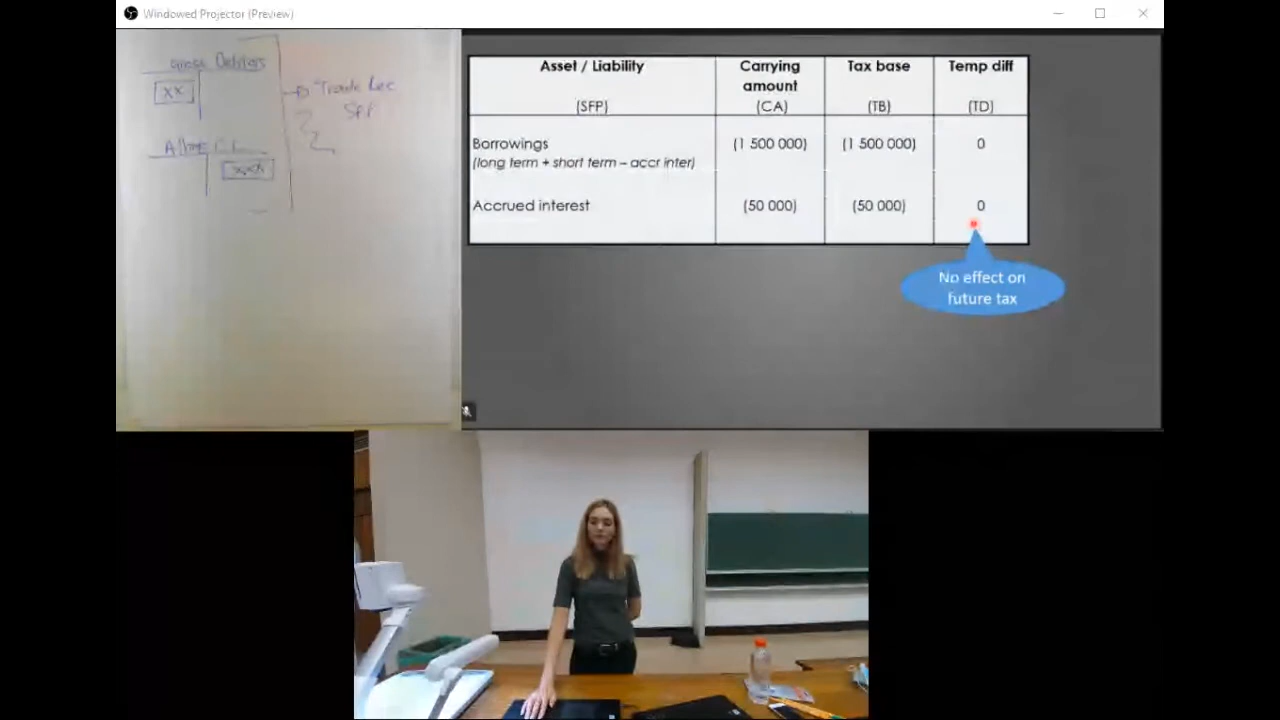 Windowed Projector (Preview)
Gross Debtors
XX
Trade Rec
SFP
Asset / Liability
(SFP)
Carrying
amount
(CA)
Tax base
(TB)
Temp diff
(TD)
Borrowings
(long term + short term – accr inter)
(1 500 000)
(1 500 000)
0
Accrued interest
(50 000)
(50 000)
0
No effect on
future tax